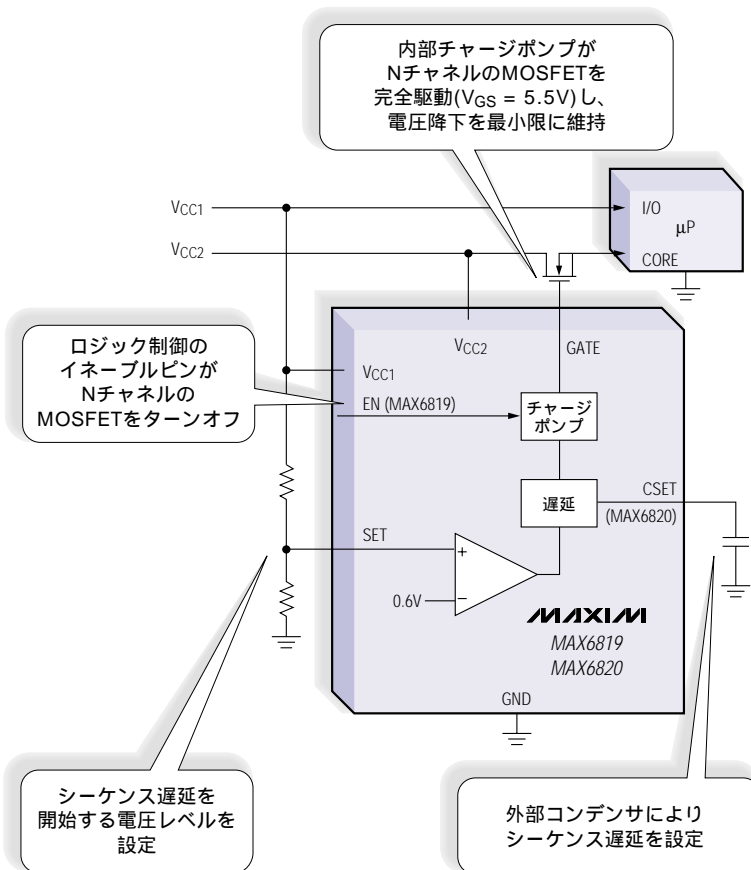 内部チャージポンプが
NチャネルのMOSFETを
完全駆動(VGS = 5.5V)し、
電圧降下を最小限に維持
VCC1
I/O
µP
VCC2
CORE
ロジック制御の
イネーブルピンが
Nチャネルの
MOSFETをターンオフ
VCC2
GATE
VCC1
EN (MAX6819)
チャージ
ポンプ
遅延
CSET
(MAX6820)
SET
+
0.6V
−
MAXIM
MAX6819
MAX6820
GND
シーケンス遅延を
開始する電圧レベルを
設定
外部コンデンサにより
シーケンス遅延を設定